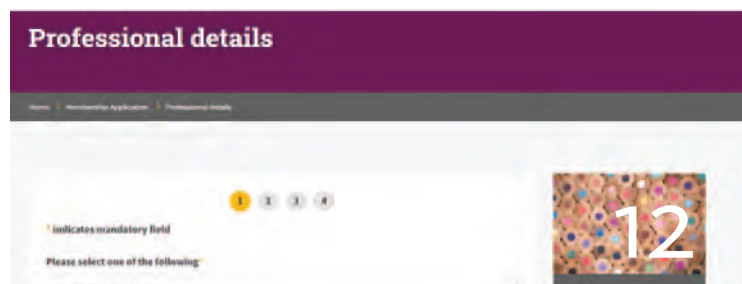 Professional details
Home Membership Application Professional details
1 2 3 4
* indicates mandatory field
Please select one of the following*
12